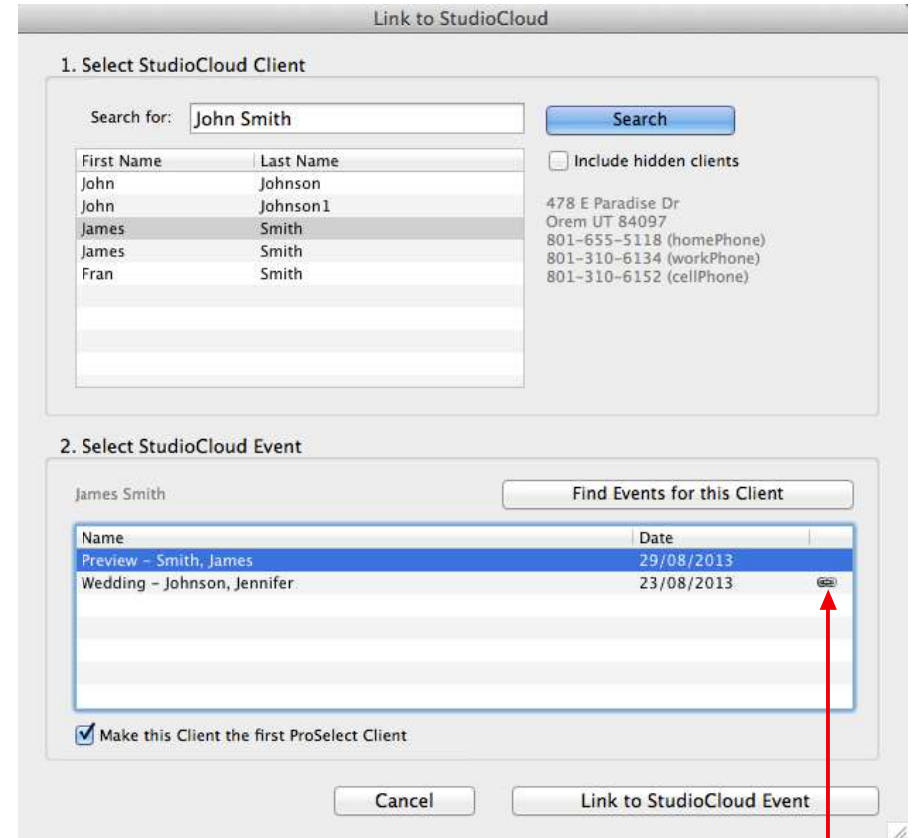 Link to StudioCloud
1. Select StudioCloud Client
Search for: John Smith Search
First Name Last Name Include hidden clients
John Johnson
John Johnson1
James Smith
James Smith
Fran Smith
478 E Paradise Dr
Orem UT 84097
801-655-5118 (homePhone)
801-310-6134 (workPhone)
801-310-6152 (cellPhone)
2. Select StudioCloud Event
James Smith Find Events for this Client
Name Date
Preview – Smith, James 29/08/2013
Wedding – Johnson, Jennifer 23/08/2013
Make this Client the first ProSelect Client
Cancel Link to StudioCloud Event